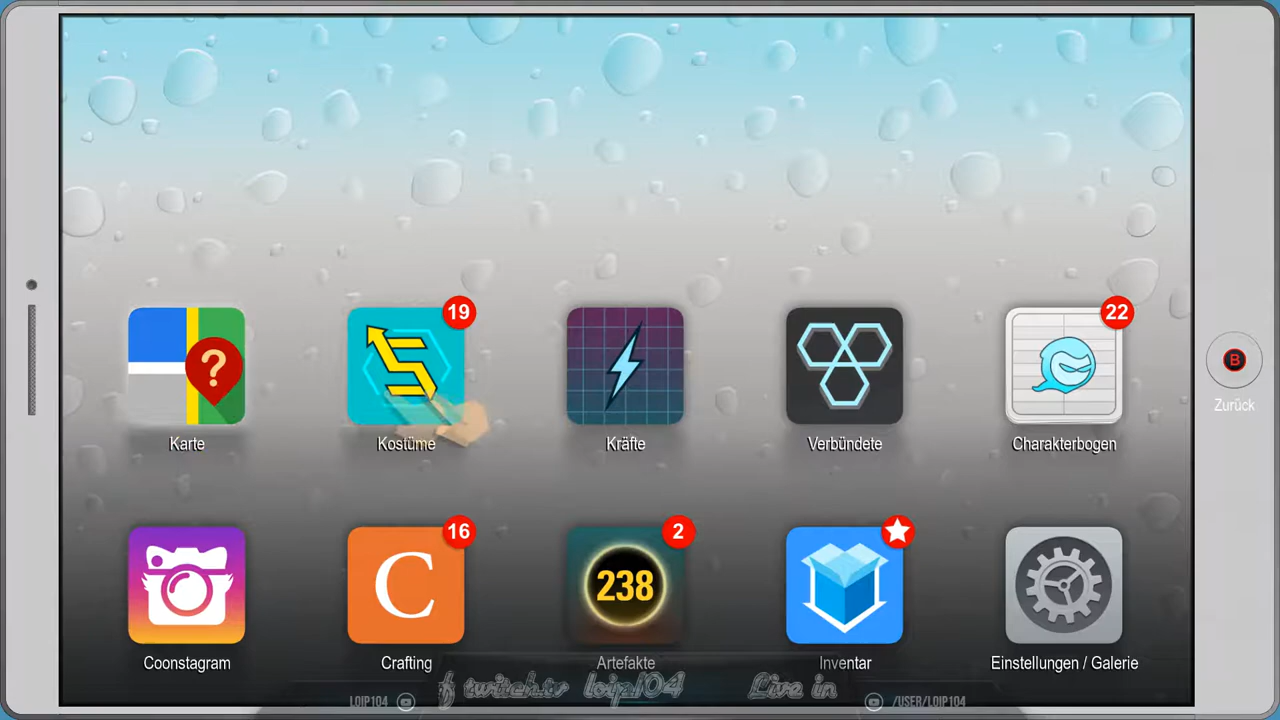 19
22
?
B
Zurück
Karte
Kostüme
Kräfte
Verbündete
Charakterbogen
16
2
C
238
Coonstagram
Crafting
Artefakte
Inventar
Einstellungen / Galerie
LOIP104
twitch.tv loip104
Live in
/USER/LOIP104